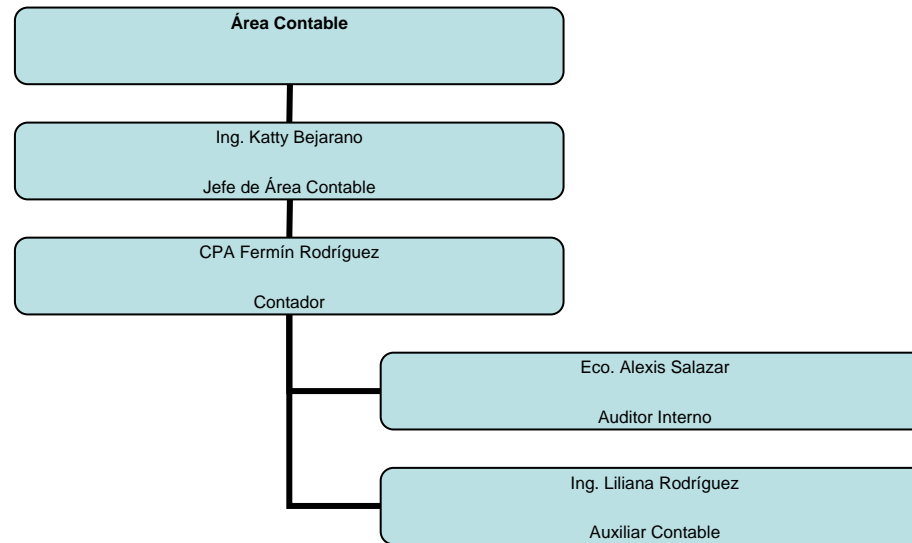 Área Contable
Ing. Katty Bejarano
Jefe de Área Contable
CPA Fermín Rodríguez
Contador
Eco. Alexis Salazar
Auditor Interno
Ing. Liliana Rodríguez
Auxiliar Contable